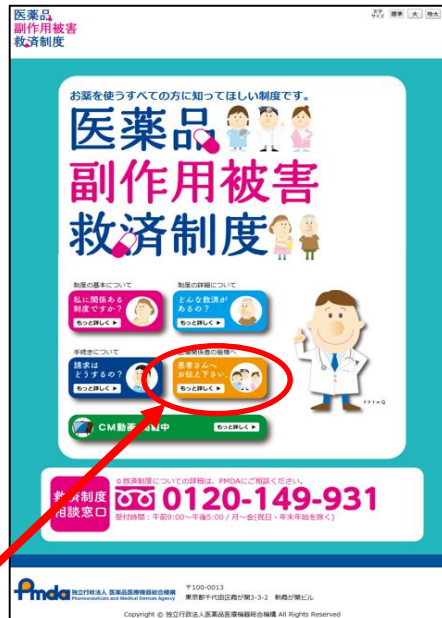 医薬品
副作用被害
救済制度
文字
サイズ 標準 大 特大
お薬を使うすべての方に知ってほしい制度です。
医薬品
副作用被害
救済制度
制度の基本について
私に関係ある
制度ですか?
もっと詳しく ▶
制度の詳細について
どんな救済が
あるの?
もっと詳しく ▶
手続きについて
請求は
どうするの?
もっと詳しく ▶
医療関係者の皆様へ
患者さんへ
お伝え下さい。
もっと詳しく ▶
CM動画 中
もっと詳しく ▶
ドクトルQ
救済制度
相談窓口
○救済制度についての詳細は、PMDAにご相談ください。
0120-149-931
受付時間:午前9:00~午後5:00 / 月~金(祝日・年末年始を除く)
Pmda 独立行政法人 医薬品医療機器総合機構
Pharmaceuticals and Medical Devices Agency
〒100-0013
東京都千代田区霞が関3-3-2 新霞が関ビル
Copyright © 独立行政法人医薬品医療機器総合機構 All Rights Reserved